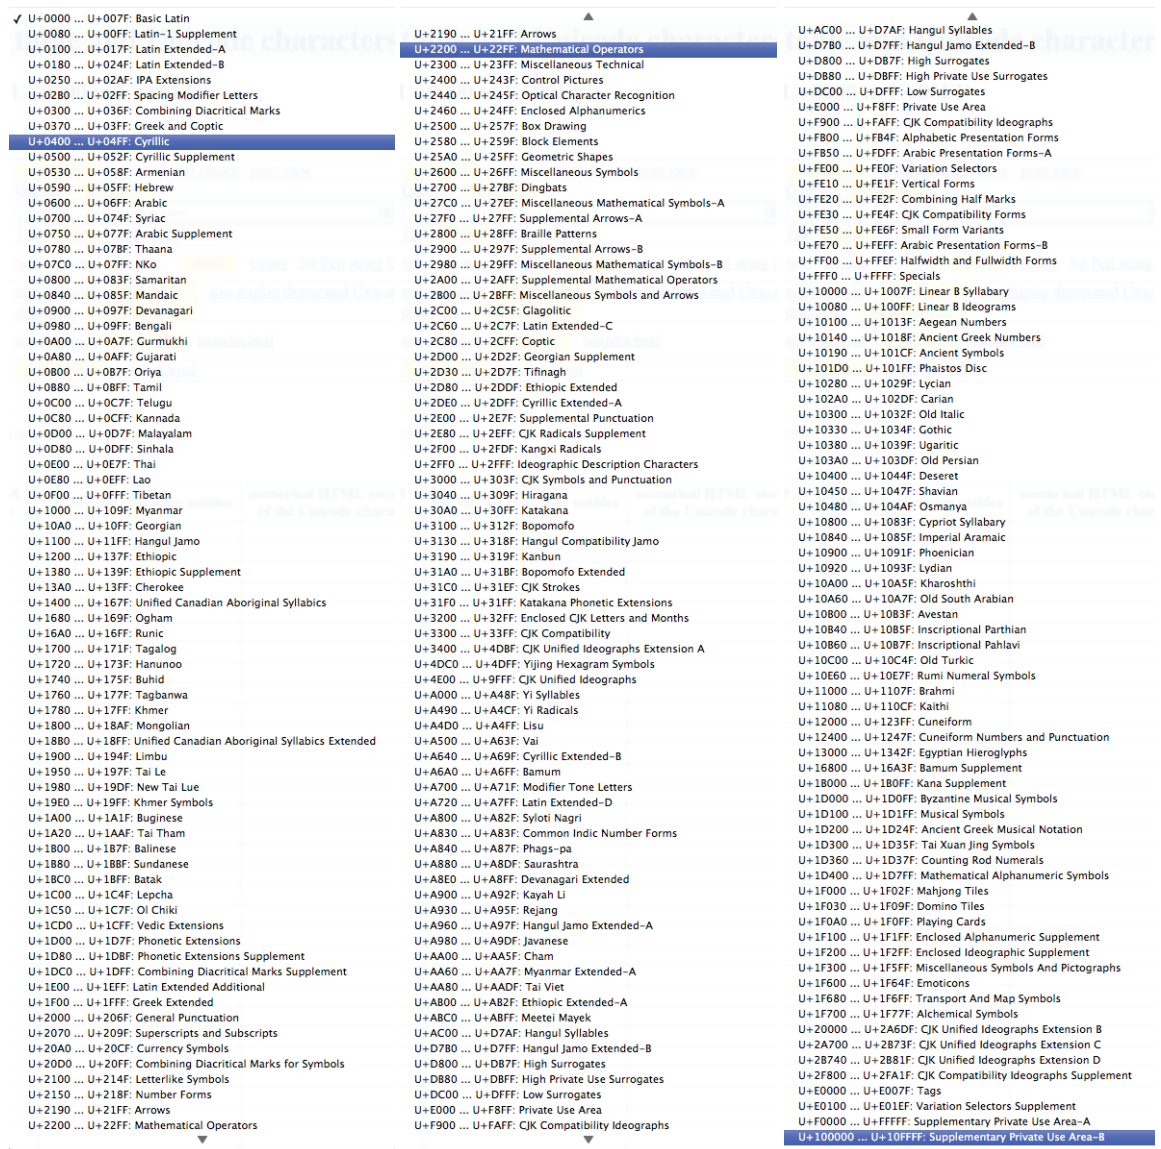 ✓ U+0000 ... U+007F: Basic Latin
U+0080 ... U+00FF: Latin-1 Supplement
U+0100 ... U+017F: Latin Extended-A
U+0180 ... U+024F: Latin Extended-B
U+0250 ... U+02AF: IPA Extensions
U+02B0 ... U+02FF: Spacing Modifier Letters
U+0300 ... U+036F: Combining Diacritical Marks
U+0370 ... U+03FF: Greek and Coptic
U+0400 ... U+04FF: Cyrillic
U+0500 ... U+052F: Cyrillic Supplement
U+0530 ... U+058F: Armenian
U+0590 ... U+05FF: Hebrew
U+0600 ... U+06FF: Arabic
U+0700 ... U+074F: Syriac
U+0750 ... U+077F: Arabic Supplement
U+0780 ... U+07BF: Thaana
U+07C0 ... U+07FF: NKo
U+0800 ... U+083F: Samaritan
U+0840 ... U+085F: Mandaic
U+0900 ... U+097F: Devanagari
U+0980 ... U+09FF: Bengali
U+0A00 ... U+0A7F: Gurmukhi
U+0A80 ... U+0AFF: Gujarati
U+0B00 ... U+0B7F: Oriya
U+0B80 ... U+0BFF: Tamil
U+0C00 ... U+0C7F: Telugu
U+0C80 ... U+0CFF: Kannada
U+0D00 ... U+0D7F: Malayalam
U+0D80 ... U+0DFF: Sinhala
U+0E00 ... U+0E7F: Thai
U+0E80 ... U+0EFF: Lao
U+0F00 ... U+0FFF: Tibetan
U+1000 ... U+109F: Myanmar
U+10A0 ... U+10FF: Georgian
U+1100 ... U+11FF: Hangul Jamo
U+1200 ... U+137F: Ethiopic
U+1380 ... U+139F: Ethiopic Supplement
U+13A0 ... U+13FF: Cherokee
U+1400 ... U+167F: Unified Canadian Aboriginal Syllabics
U+1680 ... U+169F: Ogham
U+16A0 ... U+16FF: Runic
U+1700 ... U+171F: Tagalog
U+1720 ... U+173F: Hanunoo
U+1740 ... U+175F: Buhid
U+1760 ... U+177F: Tagbanwa
U+1780 ... U+17FF: Khmer
U+1800 ... U+18AF: Mongolian
U+18B0 ... U+18FF: Unified Canadian Aboriginal Syllabics Extended
U+1900 ... U+194F: Limbu
U+1950 ... U+197F: Tai Le
U+1980 ... U+19DF: New Tai Lue
U+19E0 ... U+19FF: Khmer Symbols
U+1A00 ... U+1A1F: Buginese
U+1A20 ... U+1AAF: Tai Tham
U+1B00 ... U+1B7F: Balinese
U+1B80 ... U+1BBF: Sundanese
U+1BC0 ... U+1BFF: Batak
U+1C00 ... U+1C4F: Lepcha
U+1C50 ... U+1C7F: Ol Chiki
U+1CD0 ... U+1CFF: Vedic Extensions
U+1D00 ... U+1D7F: Phonetic Extensions
U+1D80 ... U+1DBF: Phonetic Extensions Supplement
U+1DC0 ... U+1DFF: Combining Diacritical Marks Supplement
U+1E00 ... U+1EFF: Latin Extended Additional
U+1F00 ... U+1FFF: Greek Extended
U+2000 ... U+206F: General Punctuation
U+2070 ... U+209F: Superscripts and Subscripts
U+20A0 ... U+20CF: Currency Symbols
U+20D0 ... U+20FF: Combining Diacritical Marks for Symbols
U+2100 ... U+214F: Letterlike Symbols
U+2150 ... U+218F: Number Forms
U+2190 ... U+21FF: Arrows
U+2200 ... U+22FF: Mathematical Operators
U+2190 ... U+21FF: Arrows
U+2200 ... U+22FF: Mathematical Operators
U+2300 ... U+23FF: Miscellaneous Technical
U+2400 ... U+243F: Control Pictures
U+2440 ... U+245F: Optical Character Recognition
U+2460 ... U+24FF: Enclosed Alphanumerics
U+2500 ... U+257F: Box Drawing
U+2580 ... U+259F: Block Elements
U+25A0 ... U+25FF: Geometric Shapes
U+2600 ... U+26FF: Miscellaneous Symbols
U+2700 ... U+27BF: Dingbats
U+27C0 ... U+27EF: Miscellaneous Mathematical Symbols-A
U+27F0 ... U+27FF: Supplemental Arrows-A
U+2800 ... U+28FF: Braille Patterns
U+2900 ... U+297F: Supplemental Arrows-B
U+2980 ... U+29FF: Miscellaneous Mathematical Symbols-B
U+2A00 ... U+2AFF: Supplemental Mathematical Operators
U+2B00 ... U+2BFF: Miscellaneous Symbols and Arrows
U+2C00 ... U+2C5F: Glagolitic
U+2C60 ... U+2C7F: Latin Extended-C
U+2C80 ... U+2CFF: Coptic
U+2D00 ... U+2D2F: Georgian Supplement
U+2D30 ... U+2D7F: Tifinagh
U+2D80 ... U+2DDF: Ethiopic Extended
U+2DE0 ... U+2DFF: Cyrillic Extended-A
U+2E00 ... U+2E7F: Supplemental Punctuation
U+2E80 ... U+2EFF: CJK Radicals Supplement
U+2F00 ... U+2FDF: Kangxi Radicals
U+2FF0 ... U+2FFF: Ideographic Description Characters
U+3000 ... U+303F: CJK Symbols and Punctuation
U+3040 ... U+309F: Hiragana
U+30A0 ... U+30FF: Katakana
U+3100 ... U+312F: Bopomofo
U+3130 ... U+318F: Hangul Compatibility Jamo
U+3190 ... U+319F: Kanbun
U+31A0 ... U+31BF: Bopomofo Extended
U+31C0 ... U+31EF: CJK Strokes
U+31F0 ... U+31FF: Katakana Phonetic Extensions
U+3200 ... U+32FF: Enclosed CJK Letters and Months
U+3300 ... U+33FF: CJK Compatibility
U+3400 ... U+4DBF: CJK Unified Ideographs Extension A
U+4DC0 ... U+4DFF: Yijing Hexagram Symbols
U+4E00 ... U+9FFF: CJK Unified Ideographs
U+A000 ... U+A48F: Yi Syllables
U+A490 ... U+A4CF: Yi Radicals
U+A4D0 ... U+A4FF: Lisu
U+A500 ... U+A63F: Vai
U+A640 ... U+A69F: Cyrillic Extended-B
U+A6A0 ... U+A6FF: Bamum
U+A700 ... U+A71F: Modifier Tone Letters
U+A720 ... U+A7FF: Latin Extended-D
U+A800 ... U+A82F: Syloti Nagri
U+A830 ... U+A83F: Common Indic Number Forms
U+A840 ... U+A87F: Phags-pa
U+A880 ... U+A8DF: Saurashtra
U+A8E0 ... U+A8FF: Devanagari Extended
U+A900 ... U+A92F: Kayah Li
U+A930 ... U+A95F: Rejang
U+A960 ... U+A97F: Hangul Jamo Extended-A
U+A980 ... U+A9DF: Javanese
U+AA00 ... U+AA5F: Cham
U+AA60 ... U+AA7F: Myanmar Extended-A
U+AA80 ... U+AADF: Tai Viet
U+AB00 ... U+AB2F: Ethiopic Extended-A
U+ABC0 ... U+ABFF: Meetei Mayek
U+AC00 ... U+D7AF: Hangul Syllables
U+D7B0 ... U+D7FF: Hangul Jamo Extended-B
U+D800 ... U+DB7F: High Surrogates
U+DB80 ... U+DBFF: High Private Use Surrogates
U+DC00 ... U+DFFF: Low Surrogates
U+E000 ... U+F8FF: Private Use Area
U+F900 ... U+FAFF: CJK Compatibility Ideographs
U+AC00 ... U+D7AF: Hangul Syllables
U+D7B0 ... U+D7FF: Hangul Jamo Extended-B
U+D800 ... U+DB7F: High Surrogates
U+DB80 ... U+DBFF: High Private Use Surrogates
U+DC00 ... U+DFFF: Low Surrogates
U+E000 ... U+F8FF: Private Use Area
U+F900 ... U+FAFF: CJK Compatibility Ideographs
U+FB00 ... U+FB4F: Alphabetic Presentation Forms
U+FB50 ... U+FDFF: Arabic Presentation Forms-A
U+FE00 ... U+FE0F: Variation Selectors
U+FE10 ... U+FE1F: Vertical Forms
U+FE20 ... U+FE2F: Combining Half Marks
U+FE30 ... U+FE4F: CJK Compatibility Forms
U+FE50 ... U+FE6F: Small Form Variants
U+FE70 ... U+FEFF: Arabic Presentation Forms-B
U+FF00 ... U+FFEF: Halfwidth and Fullwidth Forms
U+FFF0 ... U+FFFF: Specials
U+10000 ... U+1007F: Linear B Syllabary
U+10080 ... U+100FF: Linear B Ideograms
U+10100 ... U+1013F: Aegean Numbers
U+10140 ... U+1018F: Ancient Greek Numbers
U+10190 ... U+101CF: Ancient Symbols
U+101D0 ... U+101FF: Phaistos Disc
U+10280 ... U+1029F: Lycian
U+102A0 ... U+102DF: Carian
U+10300 ... U+1032F: Old Italic
U+10330 ... U+1034F: Gothic
U+10380 ... U+1039F: Ugaritic
U+103A0 ... U+103DF: Old Persian
U+10400 ... U+1044F: Deseret
U+10450 ... U+1047F: Shavian
U+10480 ... U+104AF: Osmanya
U+10800 ... U+1083F: Cypriot Syllabary
U+10840 ... U+1085F: Imperial Aramaic
U+10900 ... U+1091F: Phoenician
U+10920 ... U+1093F: Lydian
U+10A00 ... U+10A5F: Kharoshthi
U+10A60 ... U+10A7F: Old South Arabian
U+10B00 ... U+10B3F: Avestan
U+10B40 ... U+10B5F: Inscriptional Parthian
U+10B60 ... U+10B7F: Inscriptional Pahlavi
U+10C00 ... U+10C4F: Old Turkic
U+10E60 ... U+10E7F: Rumi Numeral Symbols
U+11000 ... U+1107F: Brahmi
U+11080 ... U+110CF: Kaithi
U+12000 ... U+123FF: Cuneiform
U+12400 ... U+1247F: Cuneiform Numbers and Punctuation
U+13000 ... U+1342F: Egyptian Hieroglyphs
U+16800 ... U+16A3F: Bamum Supplement
U+1B000 ... U+1B0FF: Kana Supplement
U+1D000 ... U+1D0FF: Byzantine Musical Symbols
U+1D100 ... U+1D1FF: Musical Symbols
U+1D200 ... U+1D24F: Ancient Greek Musical Notation
U+1D300 ... U+1D35F: Tai Xuan Jing Symbols
U+1D360 ... U+1D37F: Counting Rod Numerals
U+1D400 ... U+1D7FF: Mathematical Alphanumeric Symbols
U+1F000 ... U+1F02F: Mahjong Tiles
U+1F030 ... U+1F09F: Domino Tiles
U+1F0A0 ... U+1F0FF: Playing Cards
U+1F100 ... U+1F1FF: Enclosed Alphanumeric Supplement
U+1F200 ... U+1F2FF: Enclosed Ideographic Supplement
U+1F300 ... U+1F5FF: Miscellaneous Symbols And Pictographs
U+1F600 ... U+1F64F: Emoticons
U+1F680 ... U+1F6FF: Transport And Map Symbols
U+1F700 ... U+1F77F: Alchemical Symbols
U+20000 ... U+2A6DF: CJK Unified Ideographs Extension B
U+2A700 ... U+2B73F: CJK Unified Ideographs Extension C
U+2B740 ... U+2B81F: CJK Unified Ideographs Extension D
U+2F800 ... U+2FA1F: CJK Compatibility Ideographs Supplement
U+E0000 ... U+E007F: Tags
U+E0100 ... U+E01EF: Variation Selectors Supplement
U+F0000 ... U+FFFFF: Supplementary Private Use Area-A
U+100000 ... U+10FFFF: Supplementary Private Use Area-B